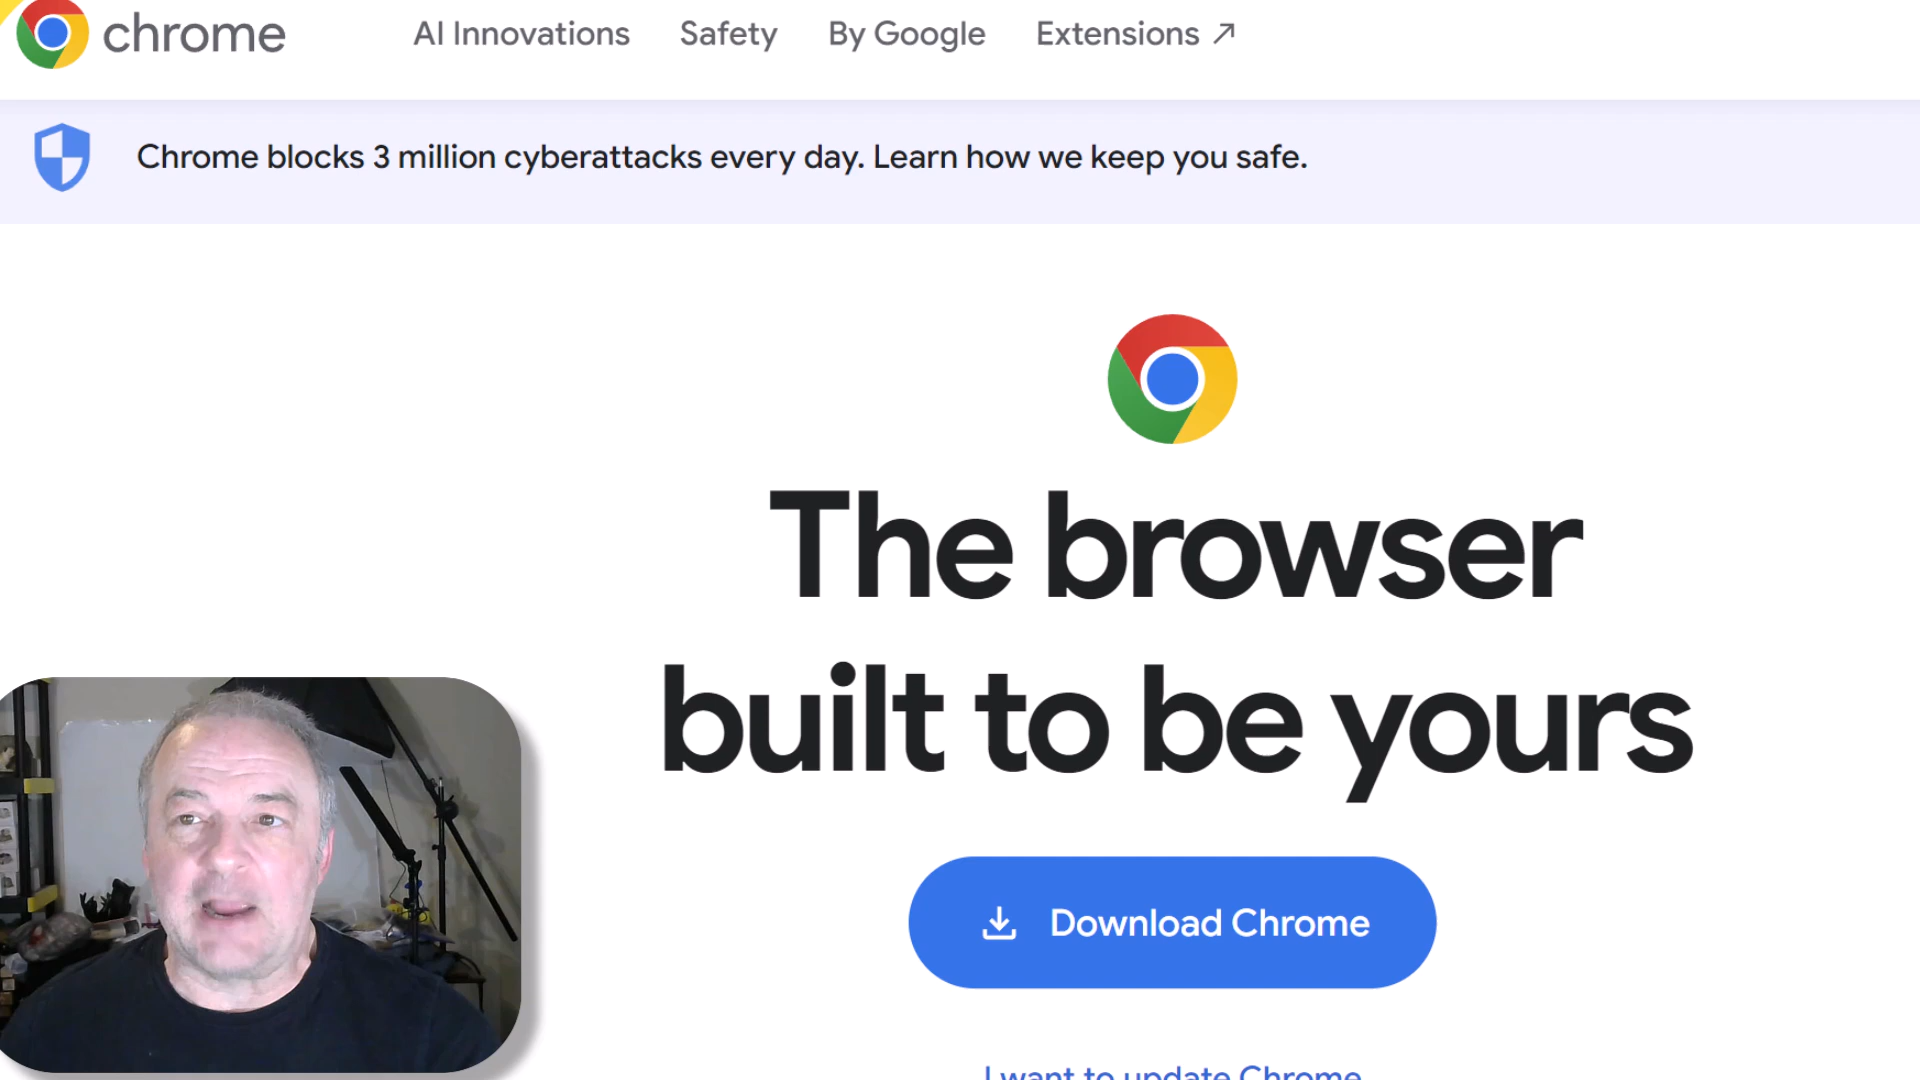 chrome
AI Innovations
Safety
By Google
Extensions ↗
Chrome blocks 3 million cyberattacks every day. Learn how we keep you safe.
The browser
built to be yours
Download Chrome
I want to update Chrome